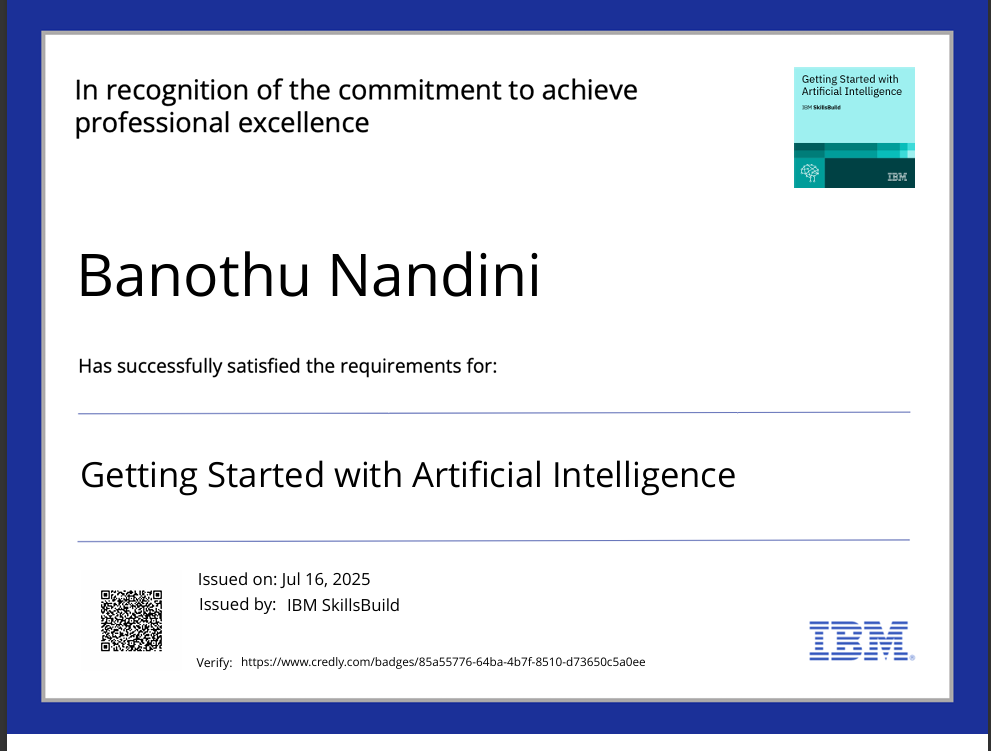 In recognition of the commitment to achieve
professional excellence
Getting Started with
Artificial Intelligence
IBM SkillsBuild
IBM
Banothu Nandini
Has successfully satisfied the requirements for:
Getting Started with Artificial Intelligence
Issued on: Jul 16, 2025
Issued by: IBM SkillsBuild
Verify: https://www.credly.com/badges/85a55776-64ba-4b7f-8510-d73650c5a0ee
IBM®